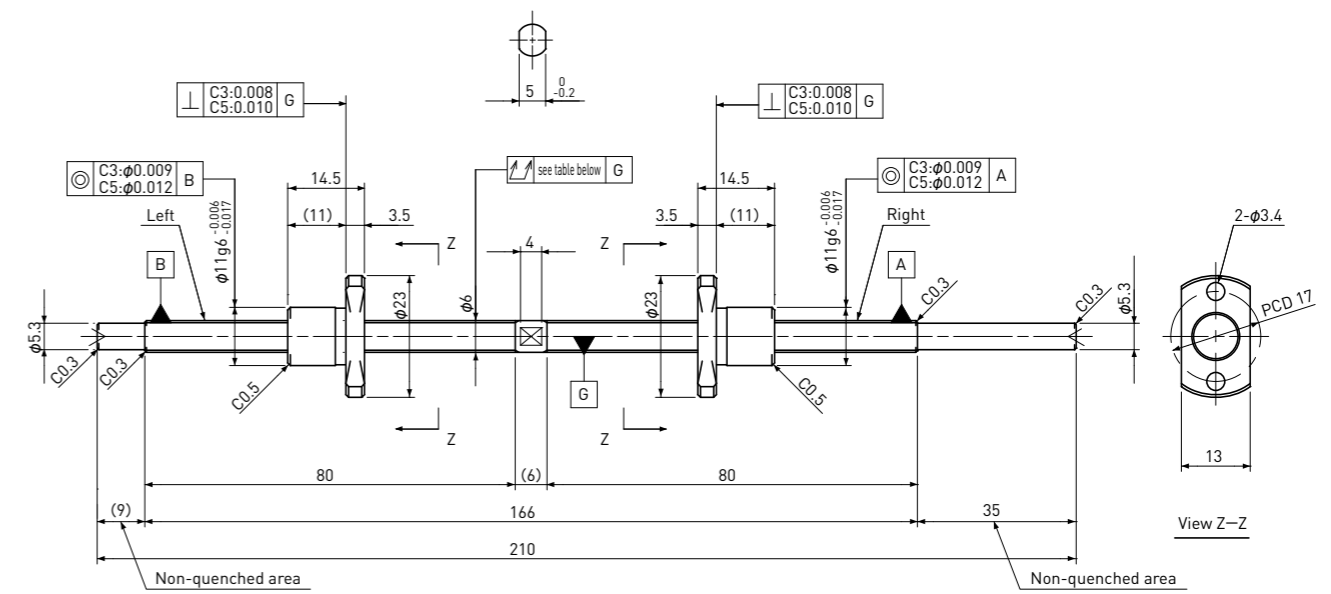 5 0 -0.2
⊥ C3:0.008 G
C5:0.010
⊥ C3:0.008 G
C5:0.010
◎ C3:φ0.009 B
C5:φ0.012
see table below G
◎ C3:φ0.009 A
C5:φ0.012
14.5
14.5
(11)
3.5
3.5
(11)
Left
Right
φ11g6 -0.006 -0.017
φ11g6 -0.006 -0.017
2-φ3.4
Z
4
Z
B
A
C0.3
C0.3
φ5.3
φ23
φ6
φ23
φ5.3
PCD 17
C0.3
C0.3
C0.5
G
C0.5
Z
Z
13
80
(6)
80
(9)
166
35
View Z-Z
210
Non-quenched area
Non-quenched area